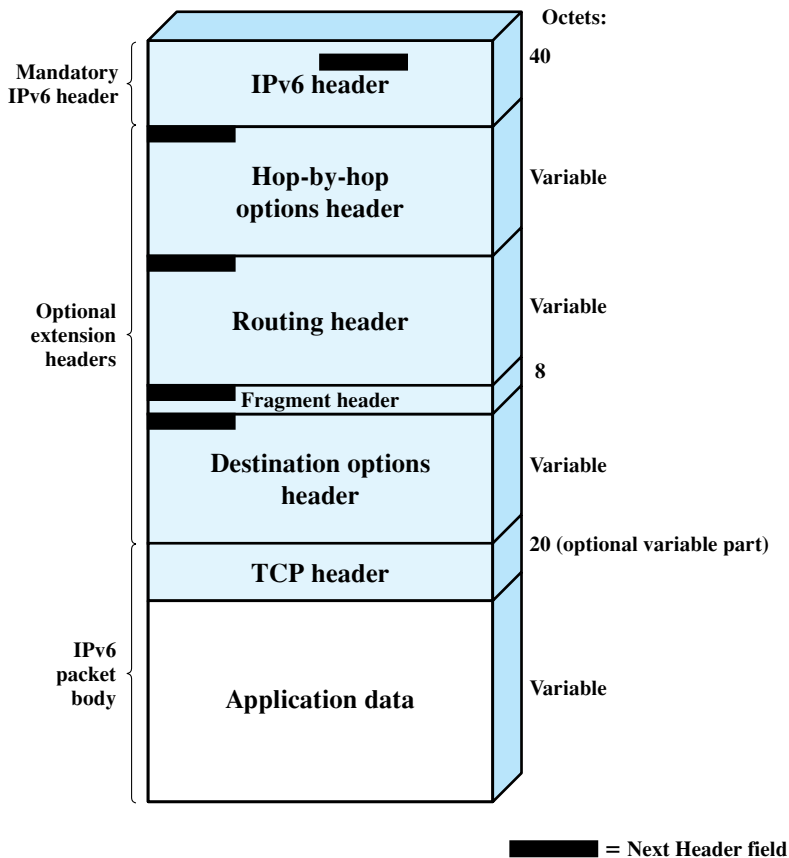 Octets:
Mandatory
IPv6 header
IPv6 header
40
Hop-by-hop
options header
Variable
Optional
extension
headers
Routing header
Variable
8
Fragment header
Destination options
header
Variable
20 (optional variable part)
TCP header
IPv6
packet
body
Application data
Variable
= Next Header field